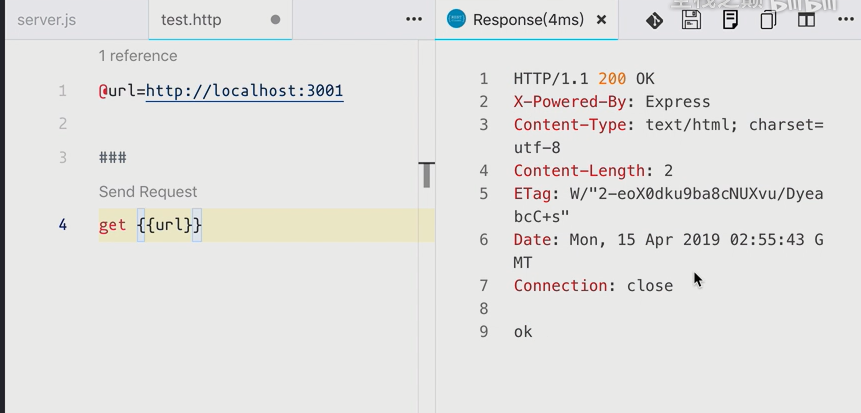 server.js
test.http
1 reference
1 @url=http://localhost:3001
2
3 ###
Send Request
4 get {{url}}
Response(4ms)
1 HTTP/1.1 200 OK
2 X-Powered-By: Express
3 Content-Type: text/html; charset=
utf-8
4 Content-Length: 2
5 ETag: W/"2-eoX0dku9ba8cNUXvu/Dyea
bcC+s"
6 Date: Mon, 15 Apr 2019 02:55:43 G
MT
7 Connection: close
8
9 ok